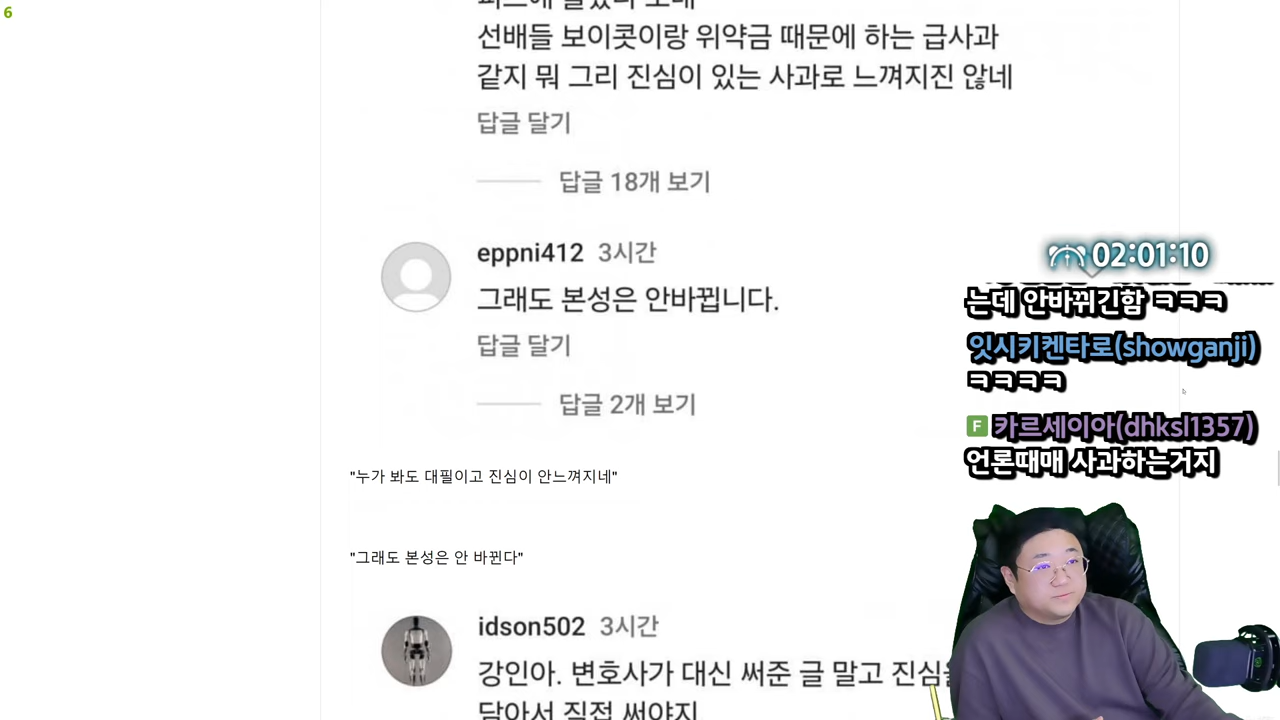 6
선배들 보이콧이랑 위약금 때문에 하는 급사과
같지 뭐 그리 진심이 있는 사과로 느껴지진 않네
답글 달기
답글 18개 보기
eppni412 3시간
그래도 본성은 안바뀝니다.
답글 달기
답글 2개 보기
"누가 봐도 대필이고 진심이 안느껴지네"
"그래도 본성은 안 바뀐다"
idson502 3시간
강인아. 변호사가 대신 써준 글 말고
담아서 직접 써야지
02:01:10
는데 안바뀌긴함 ㅋㅋㅋ
잇시키켄타로(showganji)
ㅋㅋㅋㅋ
F 카르세이아(dhksl1357)
언론때매 사과하는거지